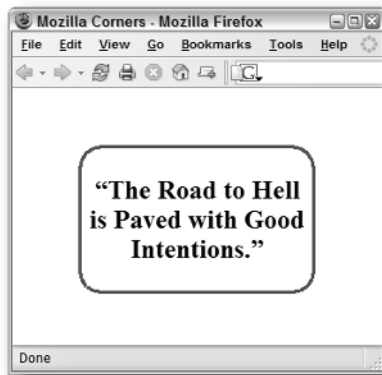 Mozilla Corners - Mozilla Firefox
File Edit View Go Bookmarks Tools Help
G
“The Road to Hell
is Paved with Good
Intentions.”
Done